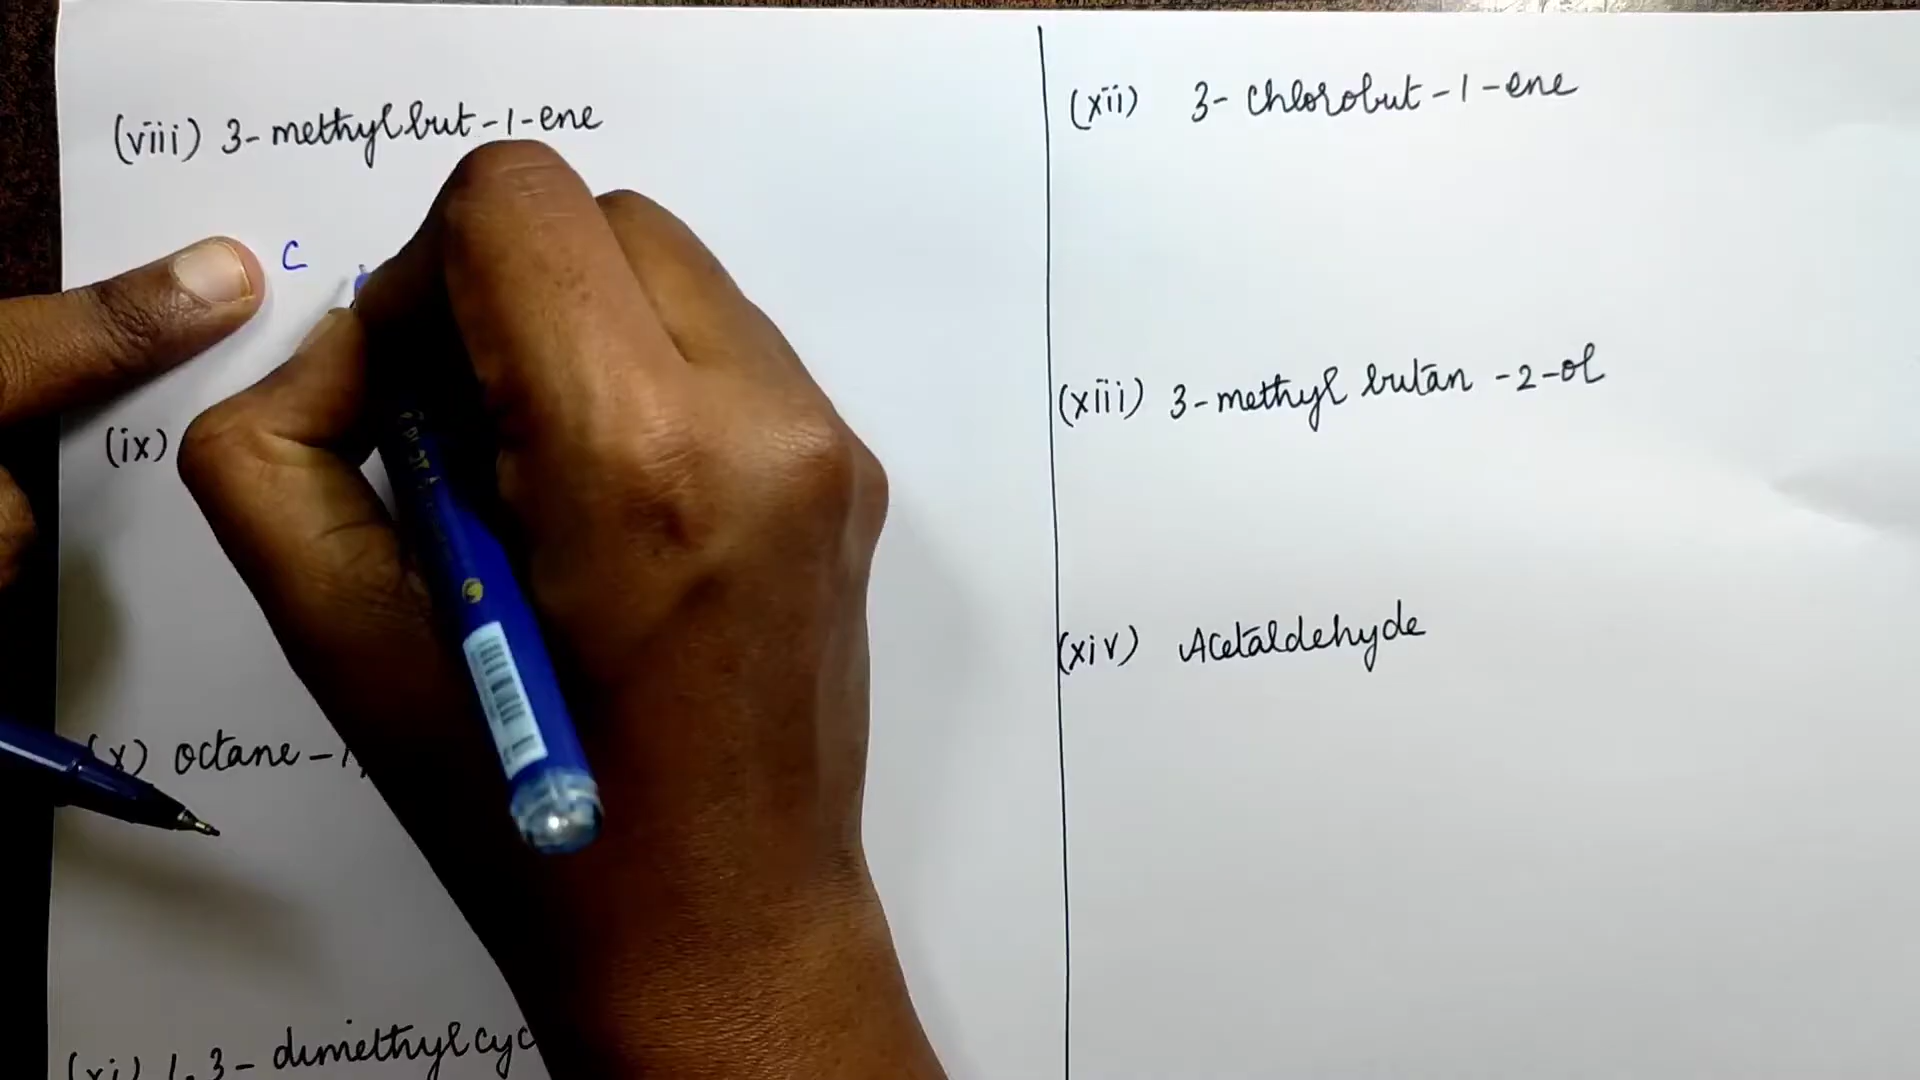 (viii) 3-methylbut-1-ene
C
(ix)
(x) octane-1,
(xi) 1,3-dimethylcyc
(xii) 3-chlorobut-1-ene
(xiii) 3-methyl butan-2-ol
(xiv) Acetaldehyde